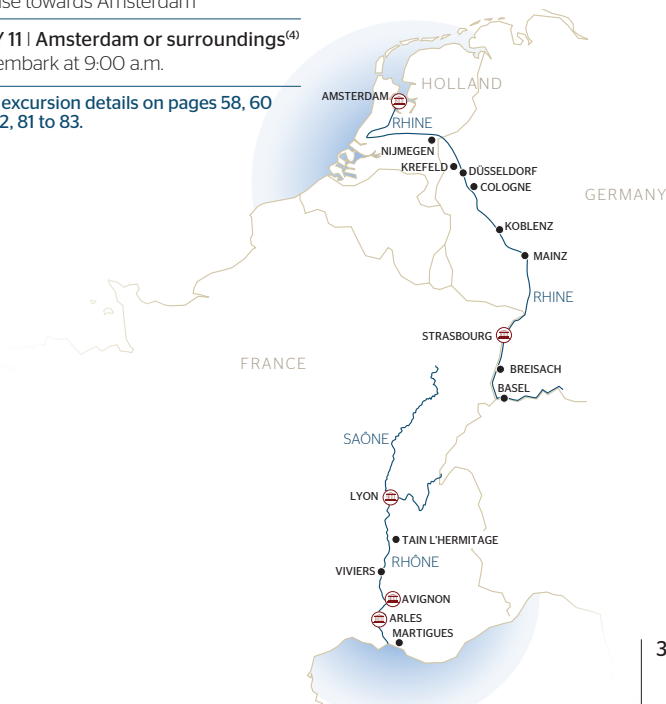 towards Amsterdam
11 | Amsterdam or surroundings(4)
embark at 9:00 a.m.
excursion details on pages 58, 60
2, 81 to 83.
AMSTERDAM
HOLLAND
RHINE
NIJMEGEN
KREFELD
DÜSSELDORF
COLOGNE
GERMANY
KOBLENZ
MAINZ
RHINE
STRASBOURG
FRANCE
BREISACH
BASEL
SAÔNE
LYON
TAIN L'HERMITAGE
RHÔNE
VIVIERS
AVIGNON
ARLES
MARTIGUES
3